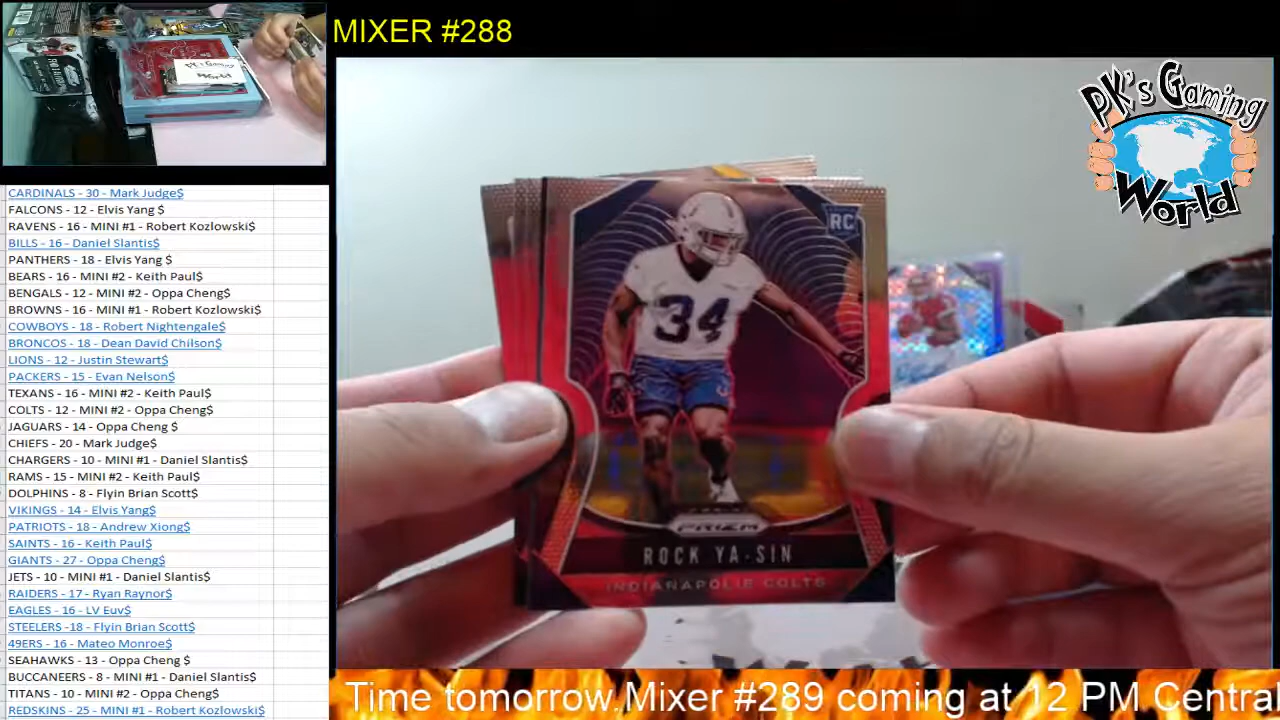 MIXER #288
PK's Gaming
World
PK's Gaming
World
CARDINALS - 30 - Mark Judge$
FALCONS - 12 - Elvis Yang $
RAVENS - 16 - MINI #1 - Robert Kozlowski$
BILLS - 16 - Daniel Slantis$
PANTHERS - 18 - Elvis Yang $
BEARS - 16 - MINI #2 - Keith Paul$
BENGALS - 12 - MINI #2 - Oppa Cheng$
BROWNS - 16 - MINI #1 - Robert Kozlowski$
COWBOYS - 18 - Robert Nightengale$
BRONCOS - 18 - Dean David Chilson$
LIONS - 12 - Justin Stewart$
PACKERS - 15 - Evan Nelson$
TEXANS - 16 - MINI #2 - Keith Paul$
COLTS - 12 - MINI #2 - Oppa Cheng$
JAGUARS - 14 - Oppa Cheng $
CHIEFS - 20 - Mark Judge$
CHARGERS - 10 - MINI #1 - Daniel Slantis$
RAMS - 15 - MINI #2 - Keith Paul$
DOLPHINS - 8 - Flyin Brian Scott$
VIKINGS - 14 - Elvis Yang$
PATRIOTS - 18 - Andrew Xiong$
SAINTS - 16 - Keith Paul$
GIANTS - 27 - Oppa Cheng$
JETS - 10 - MINI #1 - Daniel Slantis$
RAIDERS - 17 - Ryan Raynor$
EAGLES - 16 - LV Euv$
STEELERS -18 - Flyin Brian Scott$
49ERS - 16 - Mateo Monroe$
SEAHAWKS - 13 - Oppa Cheng $
BUCCANEERS - 8 - MINI #1 - Daniel Slantis$
TITANS - 10 - MINI #2 - Oppa Cheng$
REDSKINS - 25 - MINI #1 - Robert Kozlowski$
RC
34
PRIZM
ROCK YA-SIN
INDIANAPOLIS COLTS
Time tomorrow.Mixer #289 coming at 12 PM Central